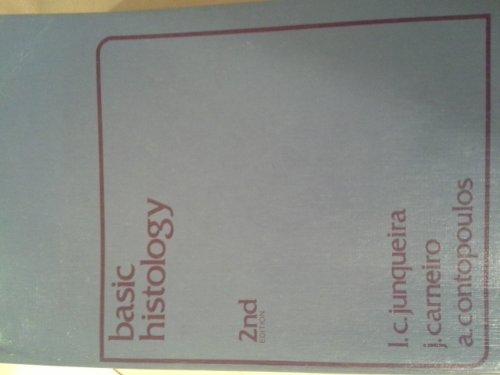 basic
histology
2nd
EDITION
l.c.junqueira
j.carneiro
a.contopoulos